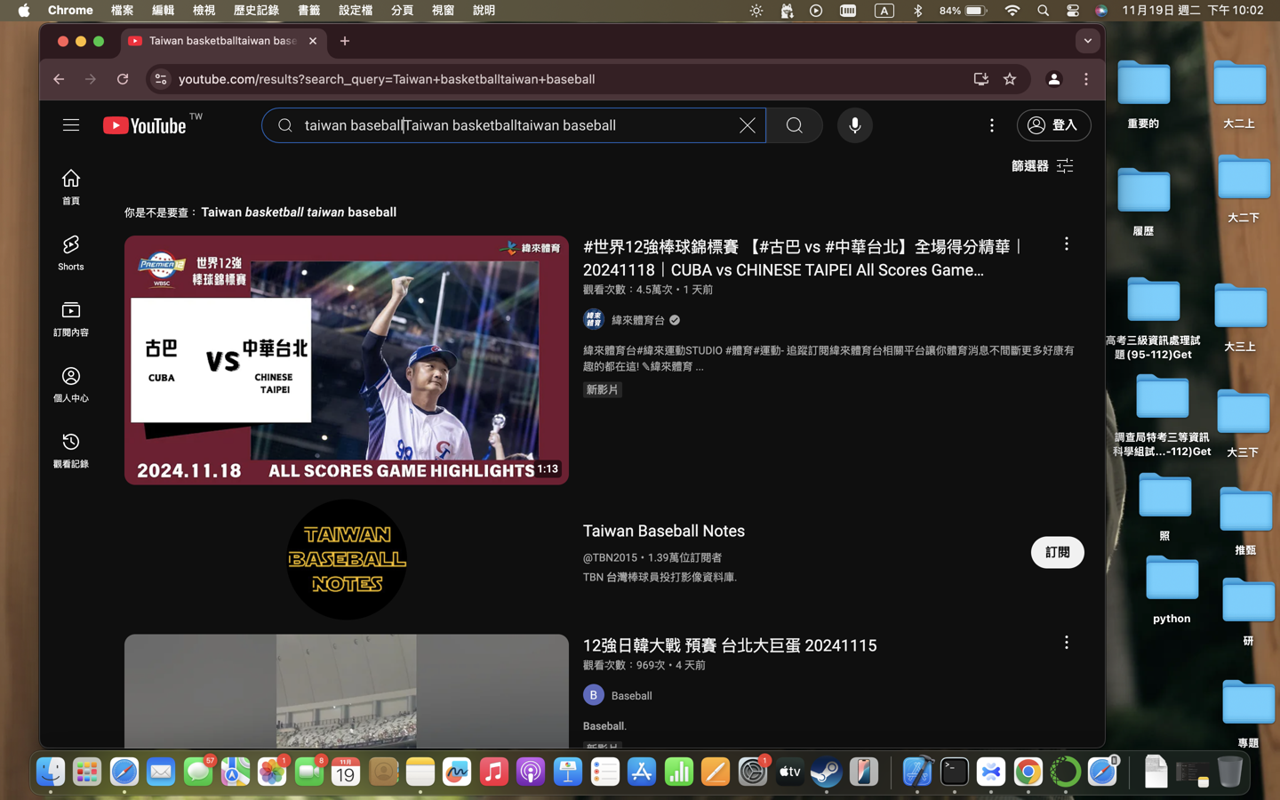 Chrome 檔案 編輯 檢視 歷史記錄 書籤 設定檔 分頁 視窗 說明 A 84% 11月19日 週二 下午10:02
Taiwan basketballtaiwan base
youtube.com/results?search_query=Taiwan+basketballtaiwan+baseball
YouTube TW
taiwan baseballTaiwan basketballtaiwan baseball
登入
篩選器
首頁
Shorts
訂閱內容
個人中心
觀看記錄
你是不是要查： Taiwan basketball taiwan baseball
PREMIER12
WBSC
世界12強
棒球錦標賽
緯來體育
古巴
CUBA
VS
中華台北
CHINESE
TAIPEI
2024.11.18 ALL SCORES GAME HIGHLIGHTS
1:13
#世界12強棒球錦標賽 【#古巴 vs #中華台北】全場得分精華｜
20241118｜CUBA vs CHINESE TAIPEI All Scores Game…
觀看次數：4.5萬次・1 天前
緯來體育台
緯來體育台#緯來運動STUDIO #體育#運動- 追蹤訂閱緯來體育台相關平台讓你體育消息不間斷更多好康有
趣的都在這! ✎緯來體育 ...
新影片
TAIWAN
BASEBALL
NOTES
Taiwan Baseball Notes
@TBN2015・1.39萬位訂閱者
TBN 台灣棒球員投打影像資料庫.
訂閱
12強日韓大戰 預賽 台北大巨蛋 20241115
觀看次數：969次・4 天前
B Baseball
Baseball.
新影片
重要的
大二上
履歷
大二下
高考三級資訊處理試
題 (95-112)Get
大三上
調查局特考三等資訊
科學組試...-112)Get
大三下
照
推甄
python
研
專題
57
1
8
11月
19
1
tv